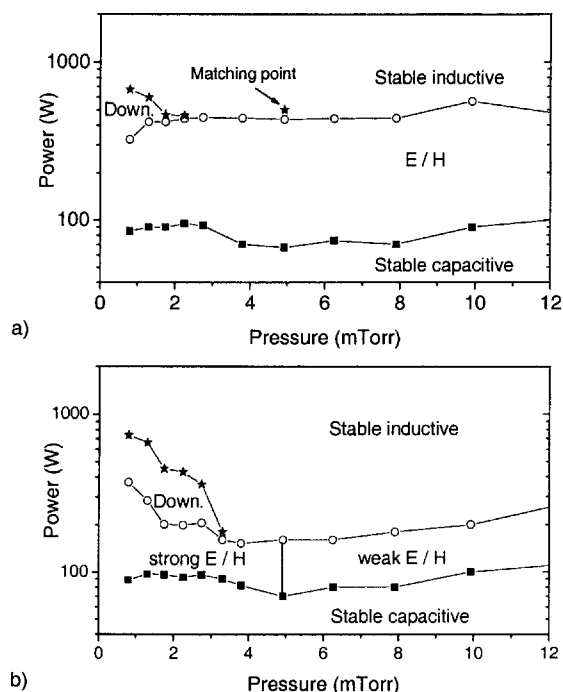 1000
Matching point
Stable inductive
Down.
E / H
Power (W)
100
Stable capacitive
0 2 4 6 8 10 12
a)
Pressure (mTorr)
1000
Stable inductive
Power (W)
Down.
strong E / H
weak E / H
100
Stable capacitive
0 2 4 6 8 10 12
b)
Pressure (mTorr)